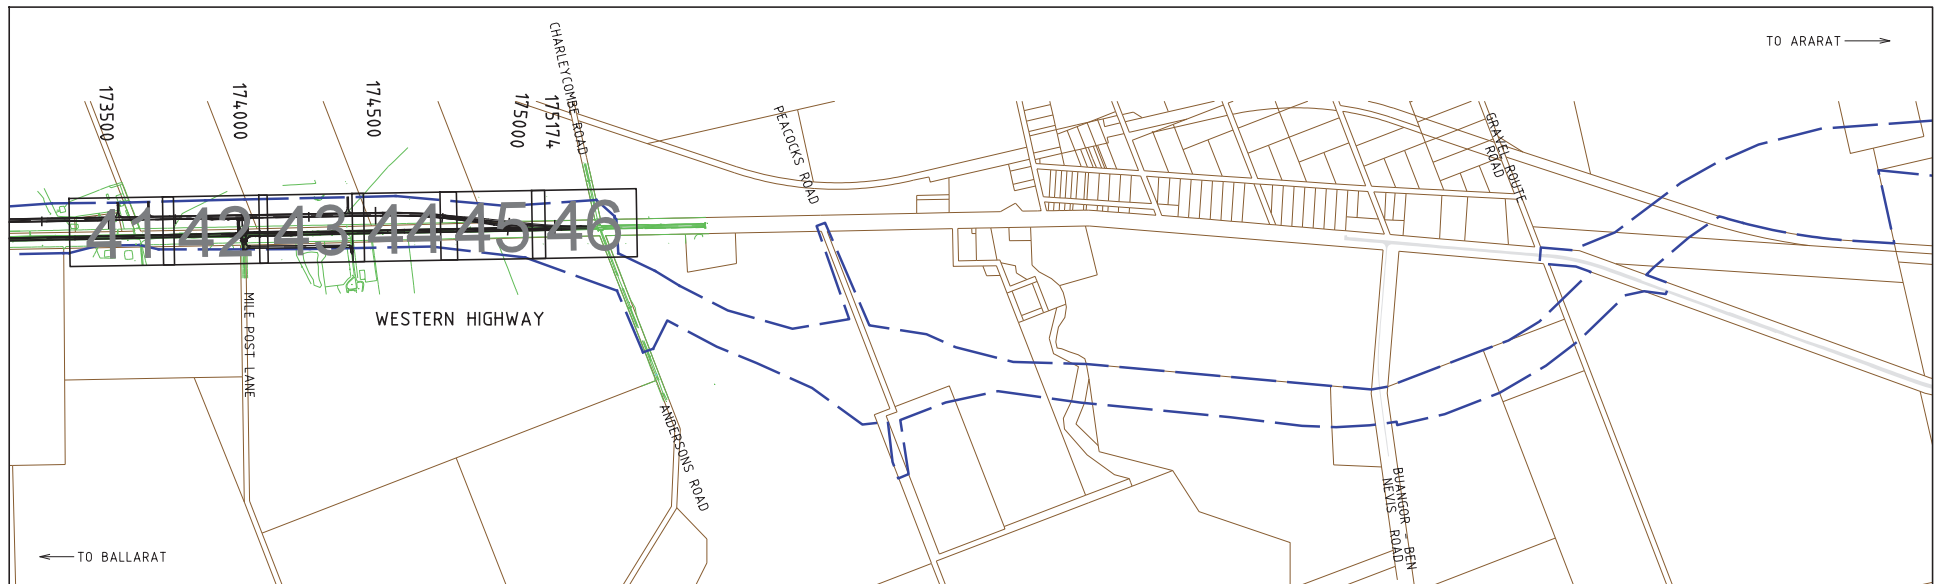 TO ARARAT
CHARLEYCOMBE ROAD
173500
174000
174500
175000
175174
PEACOCKS ROAD
GRAVEL ROUTE
ROAD
41
42
43
44
45
46
MILE POST LANE
WESTERN HIGHWAY
ANDERSONS ROAD
BUANGOR - BEN
NEVIS ROAD
TO BALLARAT